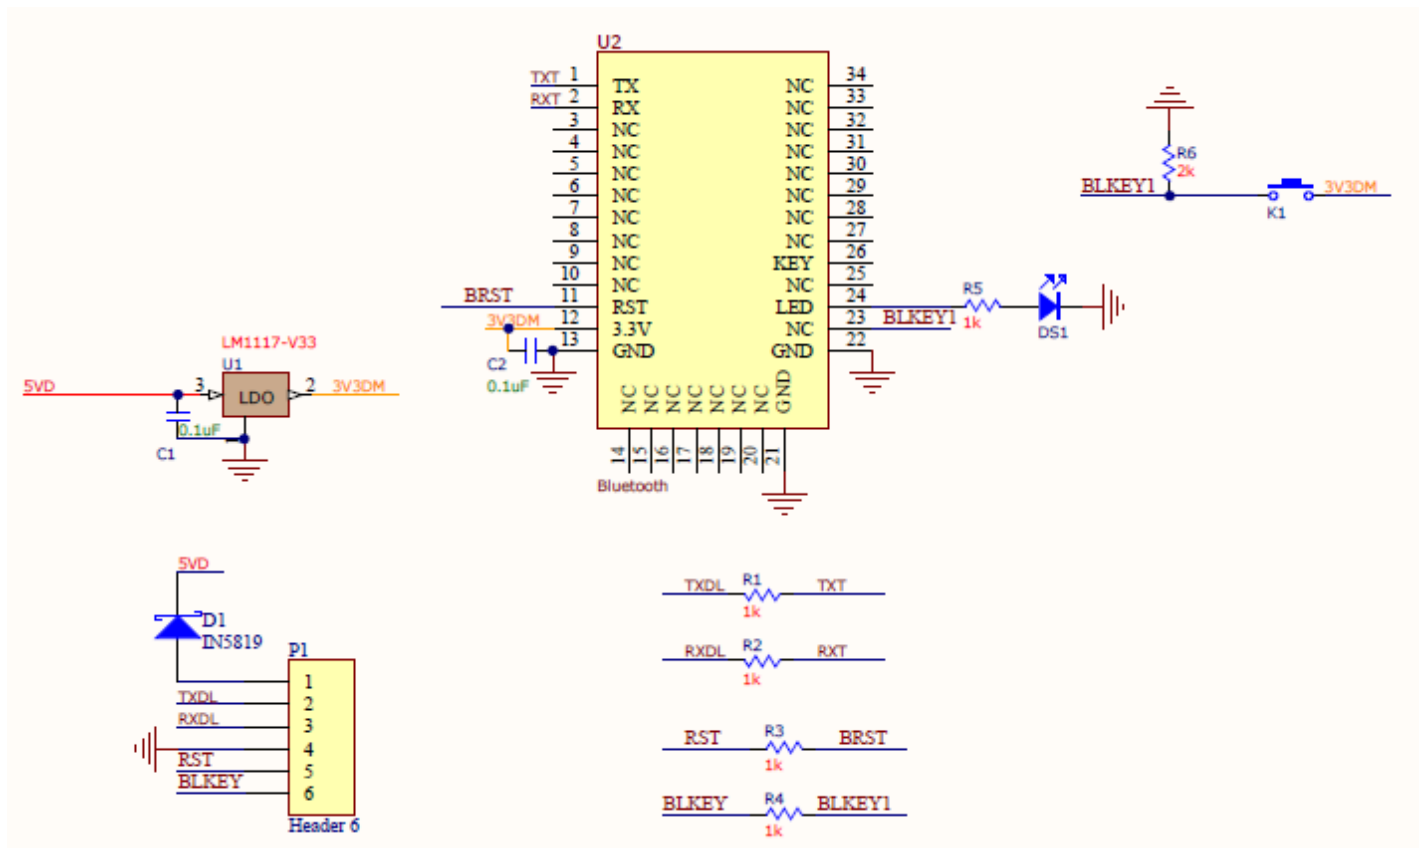 U2
TXT 1 TX NC 34
RXT 2 RX NC 33
3 NC NC 32
4 NC NC 31
5 NC NC 30
6 NC NC 29
7 NC NC 28
8 NC NC 27
9 NC KEY 26
10 NC NC 25
BRST 11 RST LED 24
3V3DM 12 3.3V NC 23 BLKEY1
13 GND GND 22
C2
0.1uF
NC NC NC NC NC NC NC GND
14 15 16 17 18 19 20 21
Bluetooth
R6
2k
BLKEY1
K1
3V3DM
R5
1k
DS1
LM1117-V33
U1
5VD 3 LDO 2 3V3DM
0.1uF
C1
5VD
D1
IN5819
P1
1
TXDL 2
RXDL 3
4
RST 5
BLKEY 6
Header 6
TXDL R1 TXT
1k
RXDL R2 RXT
1k
RST R3 BRST
1k
BLKEY R4 BLKEY1
1k